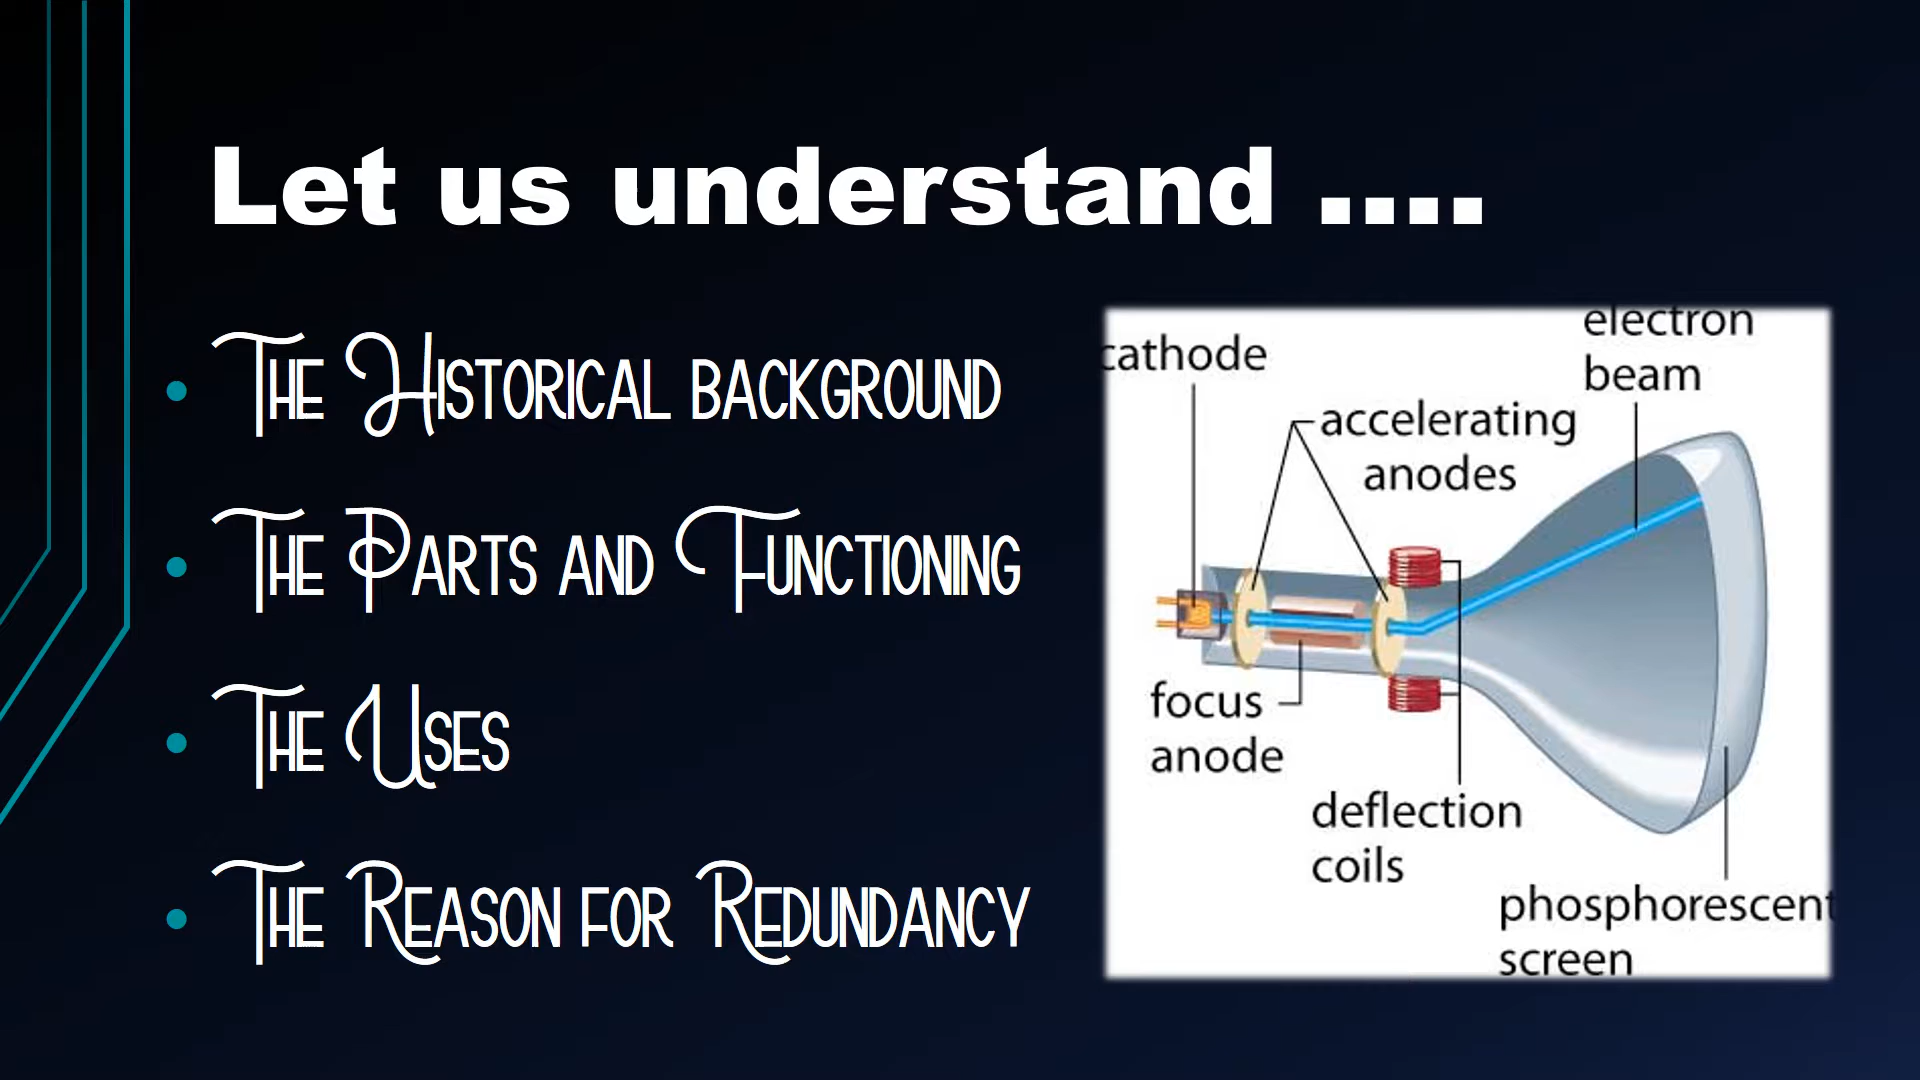 Let us understand ....
The Historical background
The Parts and Functioning
The Uses
The Reason for Redundancy
cathode
electron
beam
accelerating
anodes
focus
anode
deflection
coils
phosphorescent
screen